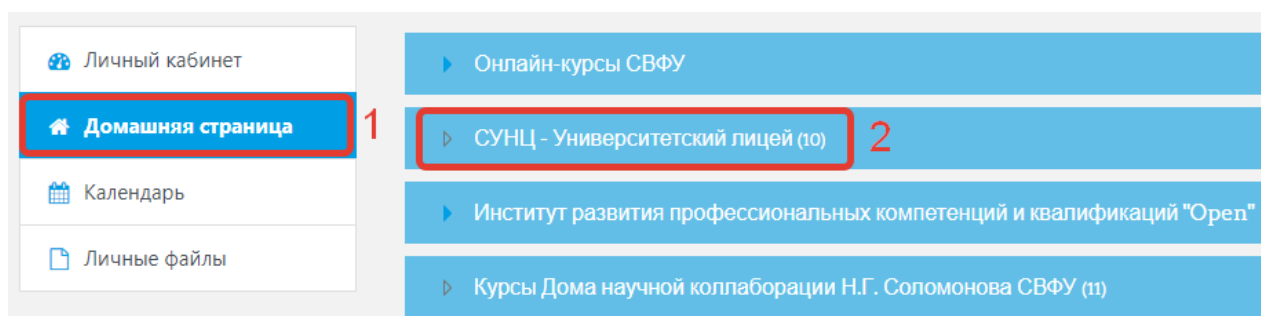 Личный кабинет
Домашняя страница
1
Календарь
Личные файлы
Онлайн-курсы СВФУ
СУНЦ - Университетский лицей (10)
2
Институт развития профессиональных компетенций и квалификаций "Open"
Курсы Дома научной коллаборации Н.Г. Соломонова СВФУ (11)